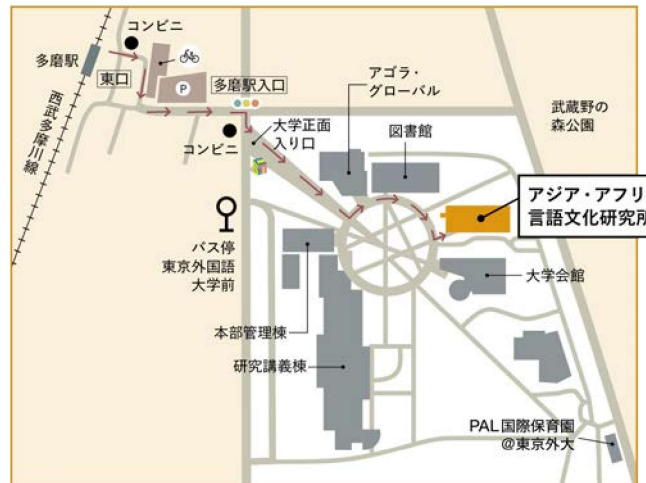 コンビニ
多磨駅
東口
西武多摩川線
P
多磨駅入口
コンビニ
大学正面
入り口
アゴラ・
グローバル
図書館
武蔵野の
森公園
アジア・アフリ
言語文化研究所
バス停
東京外国語
大学前
大学会館
本部管理棟
研究講義棟
PAL国際保育園
@東京外大